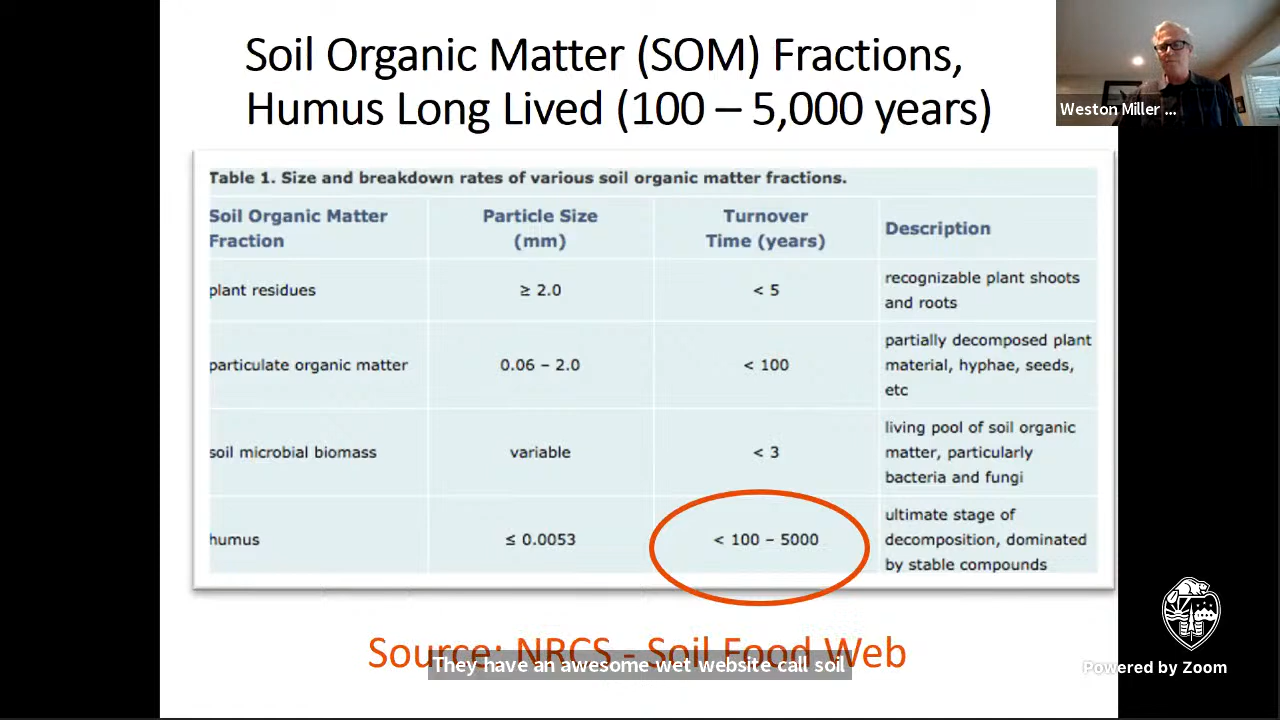 Soil Organic Matter (SOM) Fractions,
Humus Long Lived (100 – 5,000 years)
Weston Miller ...
Table 1. Size and breakdown rates of various soil organic matter fractions.
Soil Organic Matter
Fraction
Particle Size
(mm)
Turnover
Time (years)
Description
plant residues
≥ 2.0
< 5
recognizable plant shoots
and roots
particulate organic matter
0.06 – 2.0
< 100
partially decomposed plant
material, hyphae, seeds,
etc
soil microbial biomass
variable
< 3
living pool of soil organic
matter, particularly
bacteria and fungi
humus
≤ 0.0053
< 100 – 5000
ultimate stage of
decomposition, dominated
by stable compounds
Source: NRCS - Soil Food Web
They have an awesome wet website call soil
Powered by Zoom